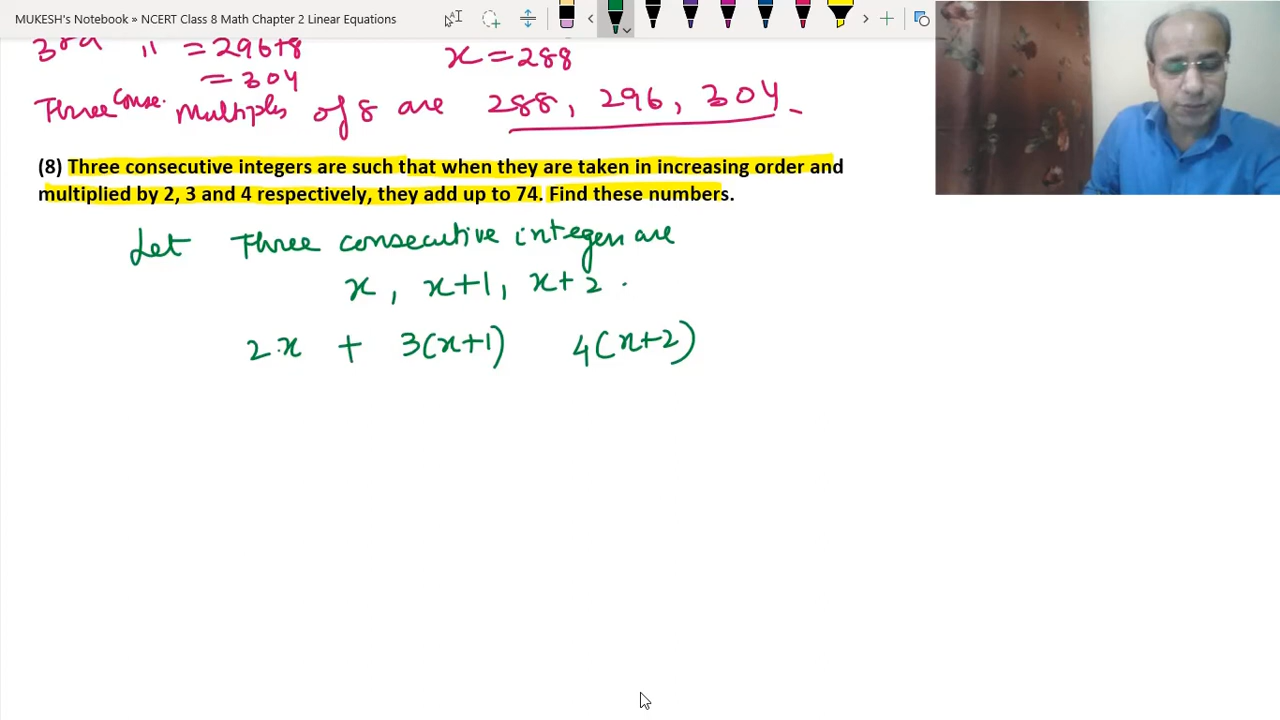 MUKESH's Notebook » NCERT Class 8 Math Chapter 2 Linear Equations
3rd " = 296+8
x = 288
= 304
Three Conse. Multiples of 8 are 288, 296, 304.
(8) Three consecutive integers are such that when they are taken in increasing order and
multiplied by 2, 3 and 4 respectively, they add up to 74. Find these numbers.
Let Three consecutive integers are
x, x+1, x+2.
2.x + 3(x+1) 4(x+2)